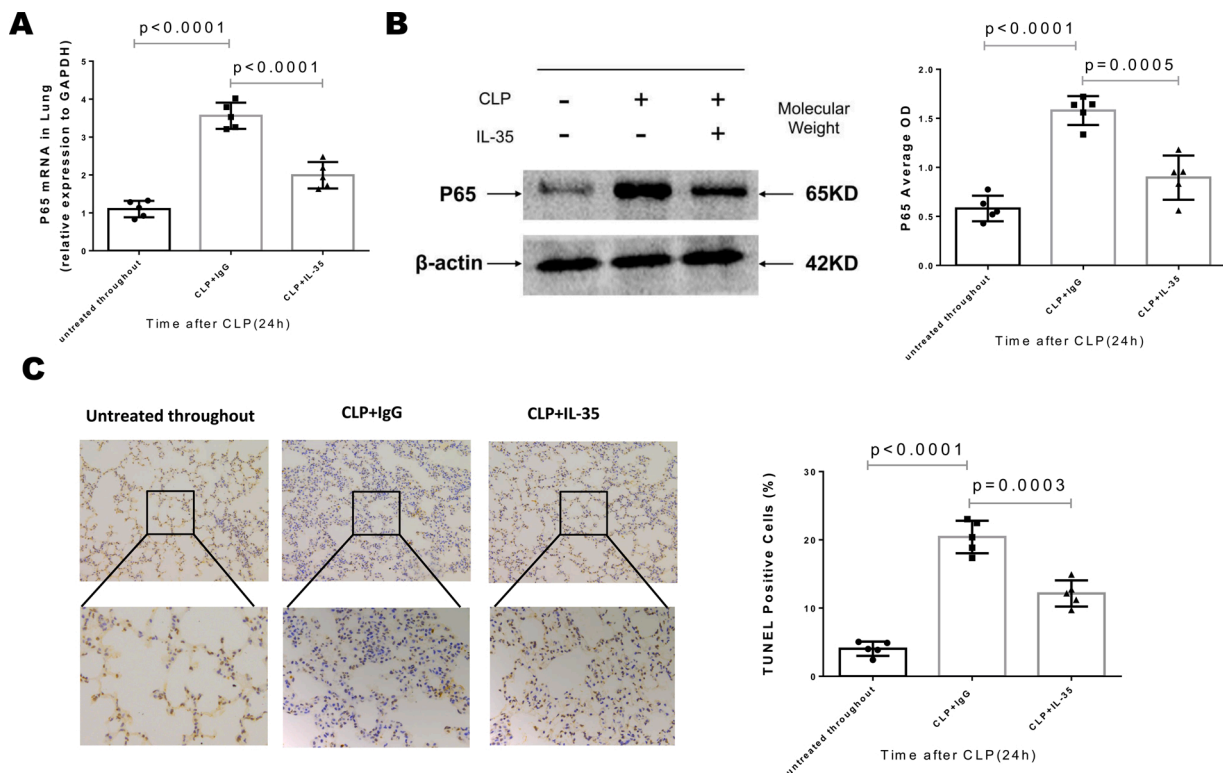 A
p<0.0001
p<0.0001
P65 mRNA in Lung
(relative expression to GAPDH)
5
4
3
2
1
0
untreated throughout
CLP+IgG
CLP+IL-35
Time after CLP(24h)
B
CLP - + +
IL-35 - - +
Molecular
Weight
P65
65KD
β-actin
42KD
p<0.0001
p=0.0005
P65 Average OD
2.0
1.5
1.0
0.5
0.0
untreated throughout
CLP+IgG
CLP+IL-35
Time after CLP(24h)
C
Untreated throughout
CLP+IgG
CLP+IL-35
p<0.0001
p=0.0003
TUNEL Positive Cells (%)
30
20
10
0
untreated throughout
CLP+IgG
CLP+IL-35
Time after CLP(24h)